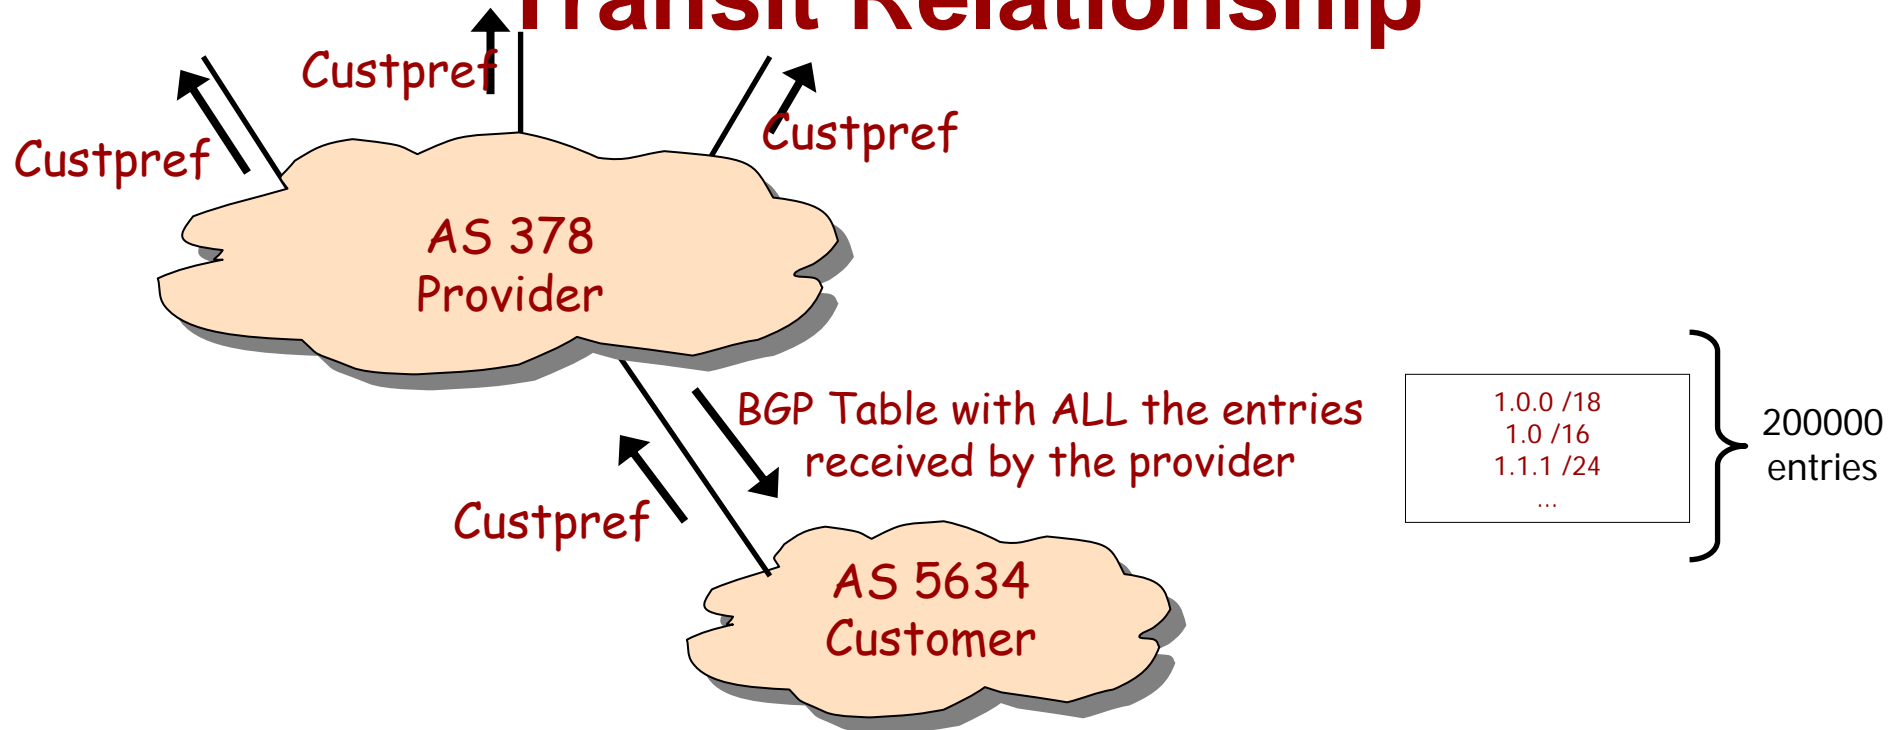 Transit Relationship
Custpref
Custpref
Custpref
AS 378
Provider
BGP Table with ALL the entries
received by the provider
1.0.0 /18
1.0 /16
1.1.1 /24
...
200000
entries
Custpref
AS 5634
Customer